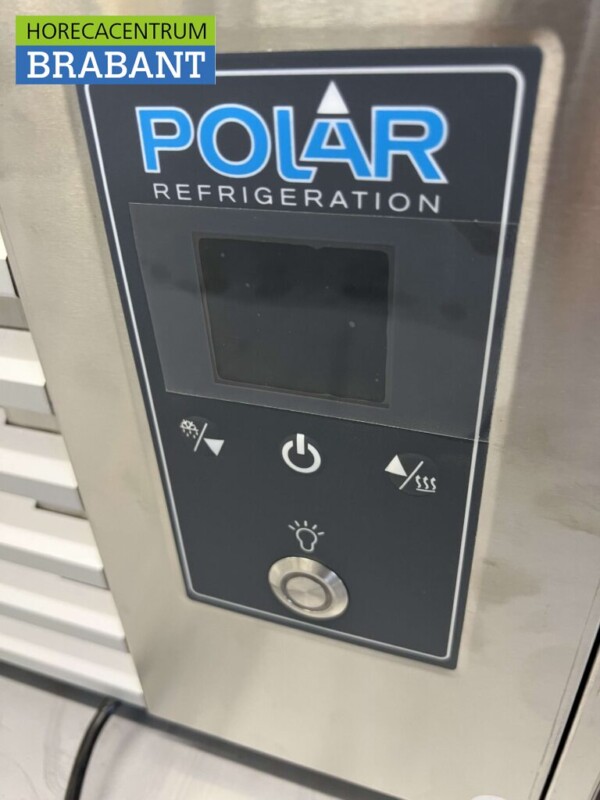 HORECACENTRUM
BRABANT
POLAR
REFRIGERATION